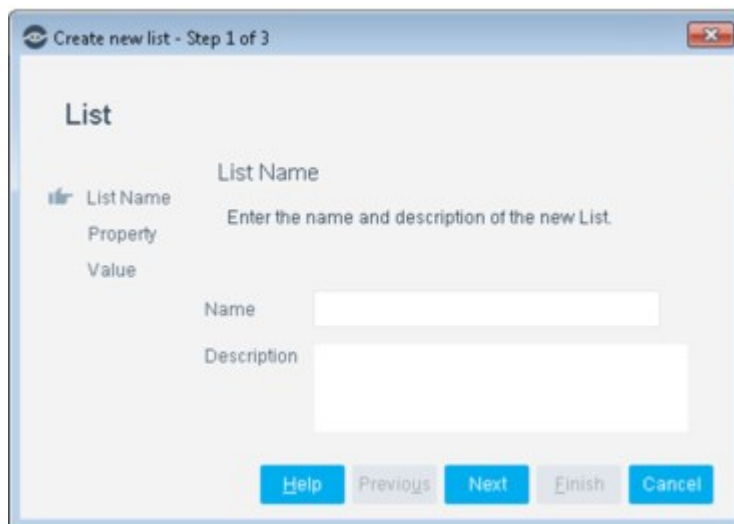 Create new list - Step 1 of 3
List
List Name
Property
Value
List Name
Enter the name and description of the new List.
Name
Description
Help Previous Next Finish Cancel